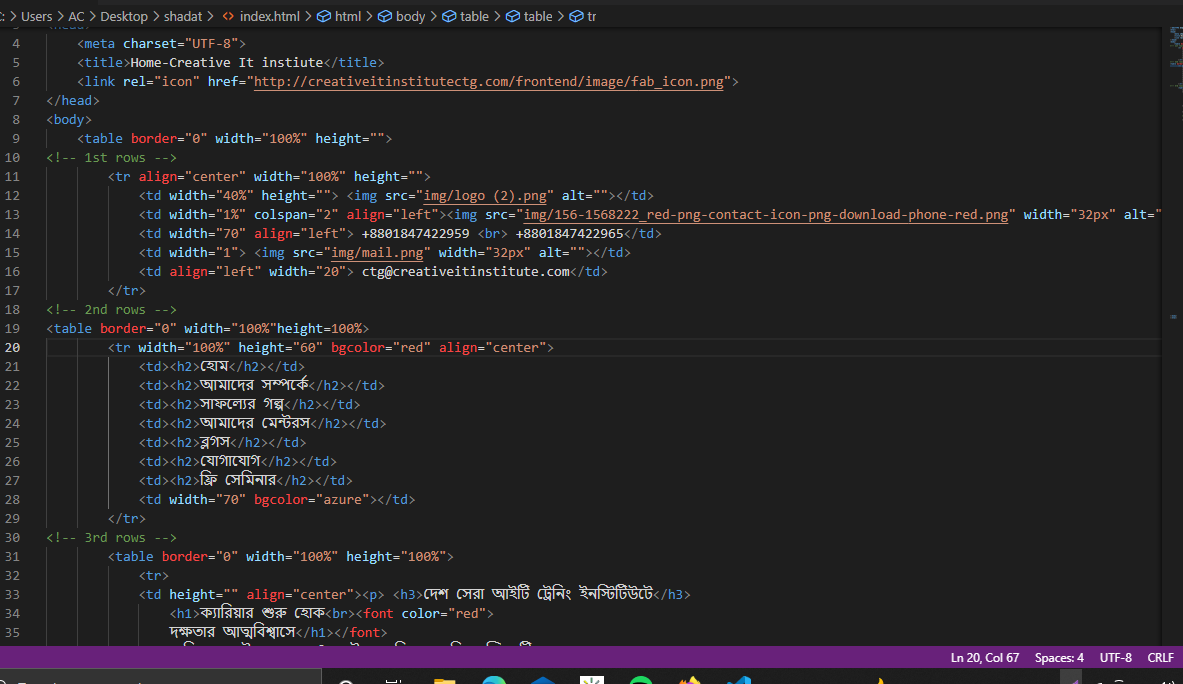 C: > Users > AC > Desktop > shadat > <> index.html > html > body > table > table > tr
4 <meta charset="UTF-8">
5 <title>Home-Creative It instiute</title>
6 <link rel="icon" href="http://creativeitinstitutectg.com/frontend/image/fab_icon.png">
7 </head>
8 <body>
9 <table border="0" width="100%" height="">
10 <!-- 1st rows -->
11 <tr align="center" width="100%" height="">
12 <td width="40%" height=""> <img src="img/logo (2).png" alt=""></td>
13 <td width="1%" colspan="2" align="left"><img src="img/156-1568222_red-png-contact-icon-png-download-phone-red.png" width="32px" alt="
14 <td width="70" align="left"> +8801847422959 <br> +8801847422965</td>
15 <td width="1"> <img src="img/mail.png" width="32px" alt=""></td>
16 <td align="left" width="20"> ctg@creativeitinstitute.com</td>
17 </tr>
18 <!-- 2nd rows -->
19 <table border="0" width="100%"height=100%>
20 <tr width="100%" height="60" bgcolor="red" align="center">
21 <td><h2>হোম</h2></td>
22 <td><h2>আমাদের সম্পর্কে</h2></td>
23 <td><h2>সাফল্যের গল্প</h2></td>
24 <td><h2>আমাদের মেন্টরস</h2></td>
25 <td><h2>ব্লগস</h2></td>
26 <td><h2>যোগাযোগ</h2></td>
27 <td><h2>ফ্রি সেমিনার</h2></td>
28 <td width="70" bgcolor="azure"></td>
29 </tr>
30 <!-- 3rd rows -->
31 <table border="0" width="100%" height="100%">
32 <tr>
33 <td height="" align="center"><p> <h3>দেশ সেরা আইটি ট্রেনিং ইনস্টিটিউটে</h3>
34 <h1>ক্যারিয়ার শুরু হোক<br><font color="red">
35 দক্ষতার আত্মবিশ্বাসে</h1></font>
Ln 20, Col 67 Spaces: 4 UTF-8 CRLF